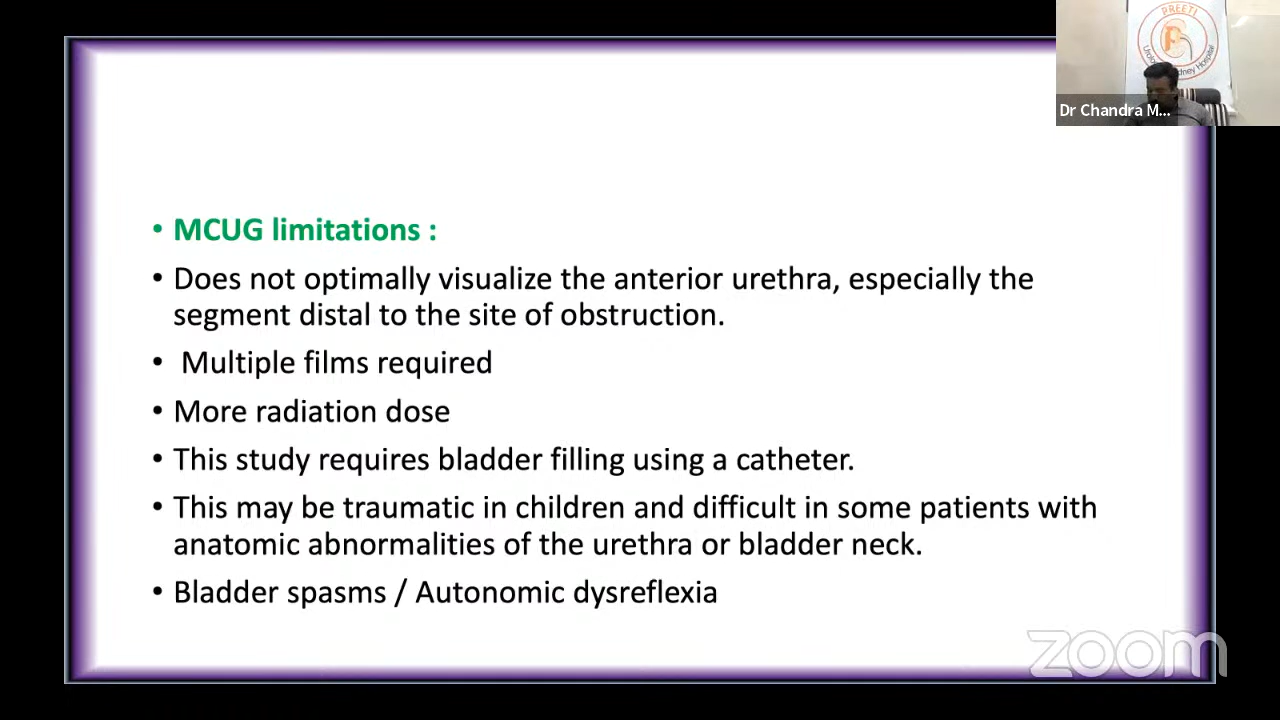 PREETI
Dr Chandra M...
• MCUG limitations :
• Does not optimally visualize the anterior urethra, especially the
segment distal to the site of obstruction.
• Multiple films required
• More radiation dose
• This study requires bladder filling using a catheter.
• This may be traumatic in children and difficult in some patients with
anatomic abnormalities of the urethra or bladder neck.
• Bladder spasms / Autonomic dysreflexia
zoom